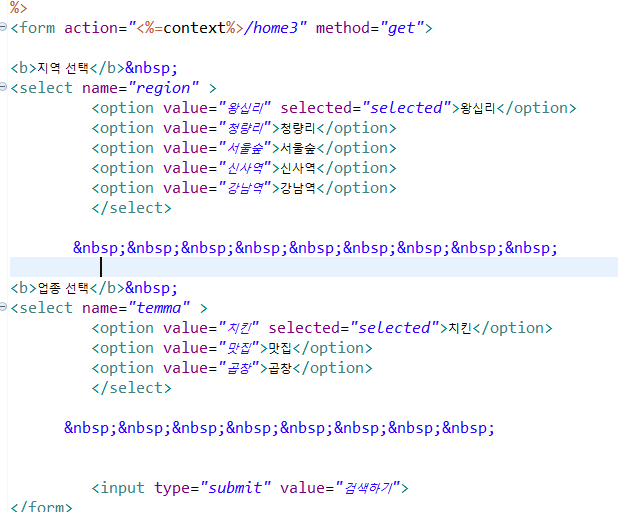 %>
<form action="<%=context%>/home3" method="get">
<b>지역 선택</b>&nbsp;
<select name="region" >
<option value="왕십리" selected="selected">왕십리</option>
<option value="청량리">청량리</option>
<option value="서울숲">서울숲</option>
<option value="신사역">신사역</option>
<option value="강남역">강남역</option>
</select>
&nbsp;&nbsp;&nbsp;&nbsp;&nbsp;&nbsp;&nbsp;&nbsp;&nbsp;
<b>업종 선택</b>&nbsp;
<select name="temma" >
<option value="치킨" selected="selected">치킨</option>
<option value="맛집">맛집</option>
<option value="곱창">곱창</option>
</select>
&nbsp;&nbsp;&nbsp;&nbsp;&nbsp;&nbsp;&nbsp;&nbsp;
<input type="submit" value="검색하기">
</form>